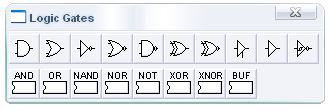 Logic Gates
AND OR NAND NOR NOT XOR XNOR BUF